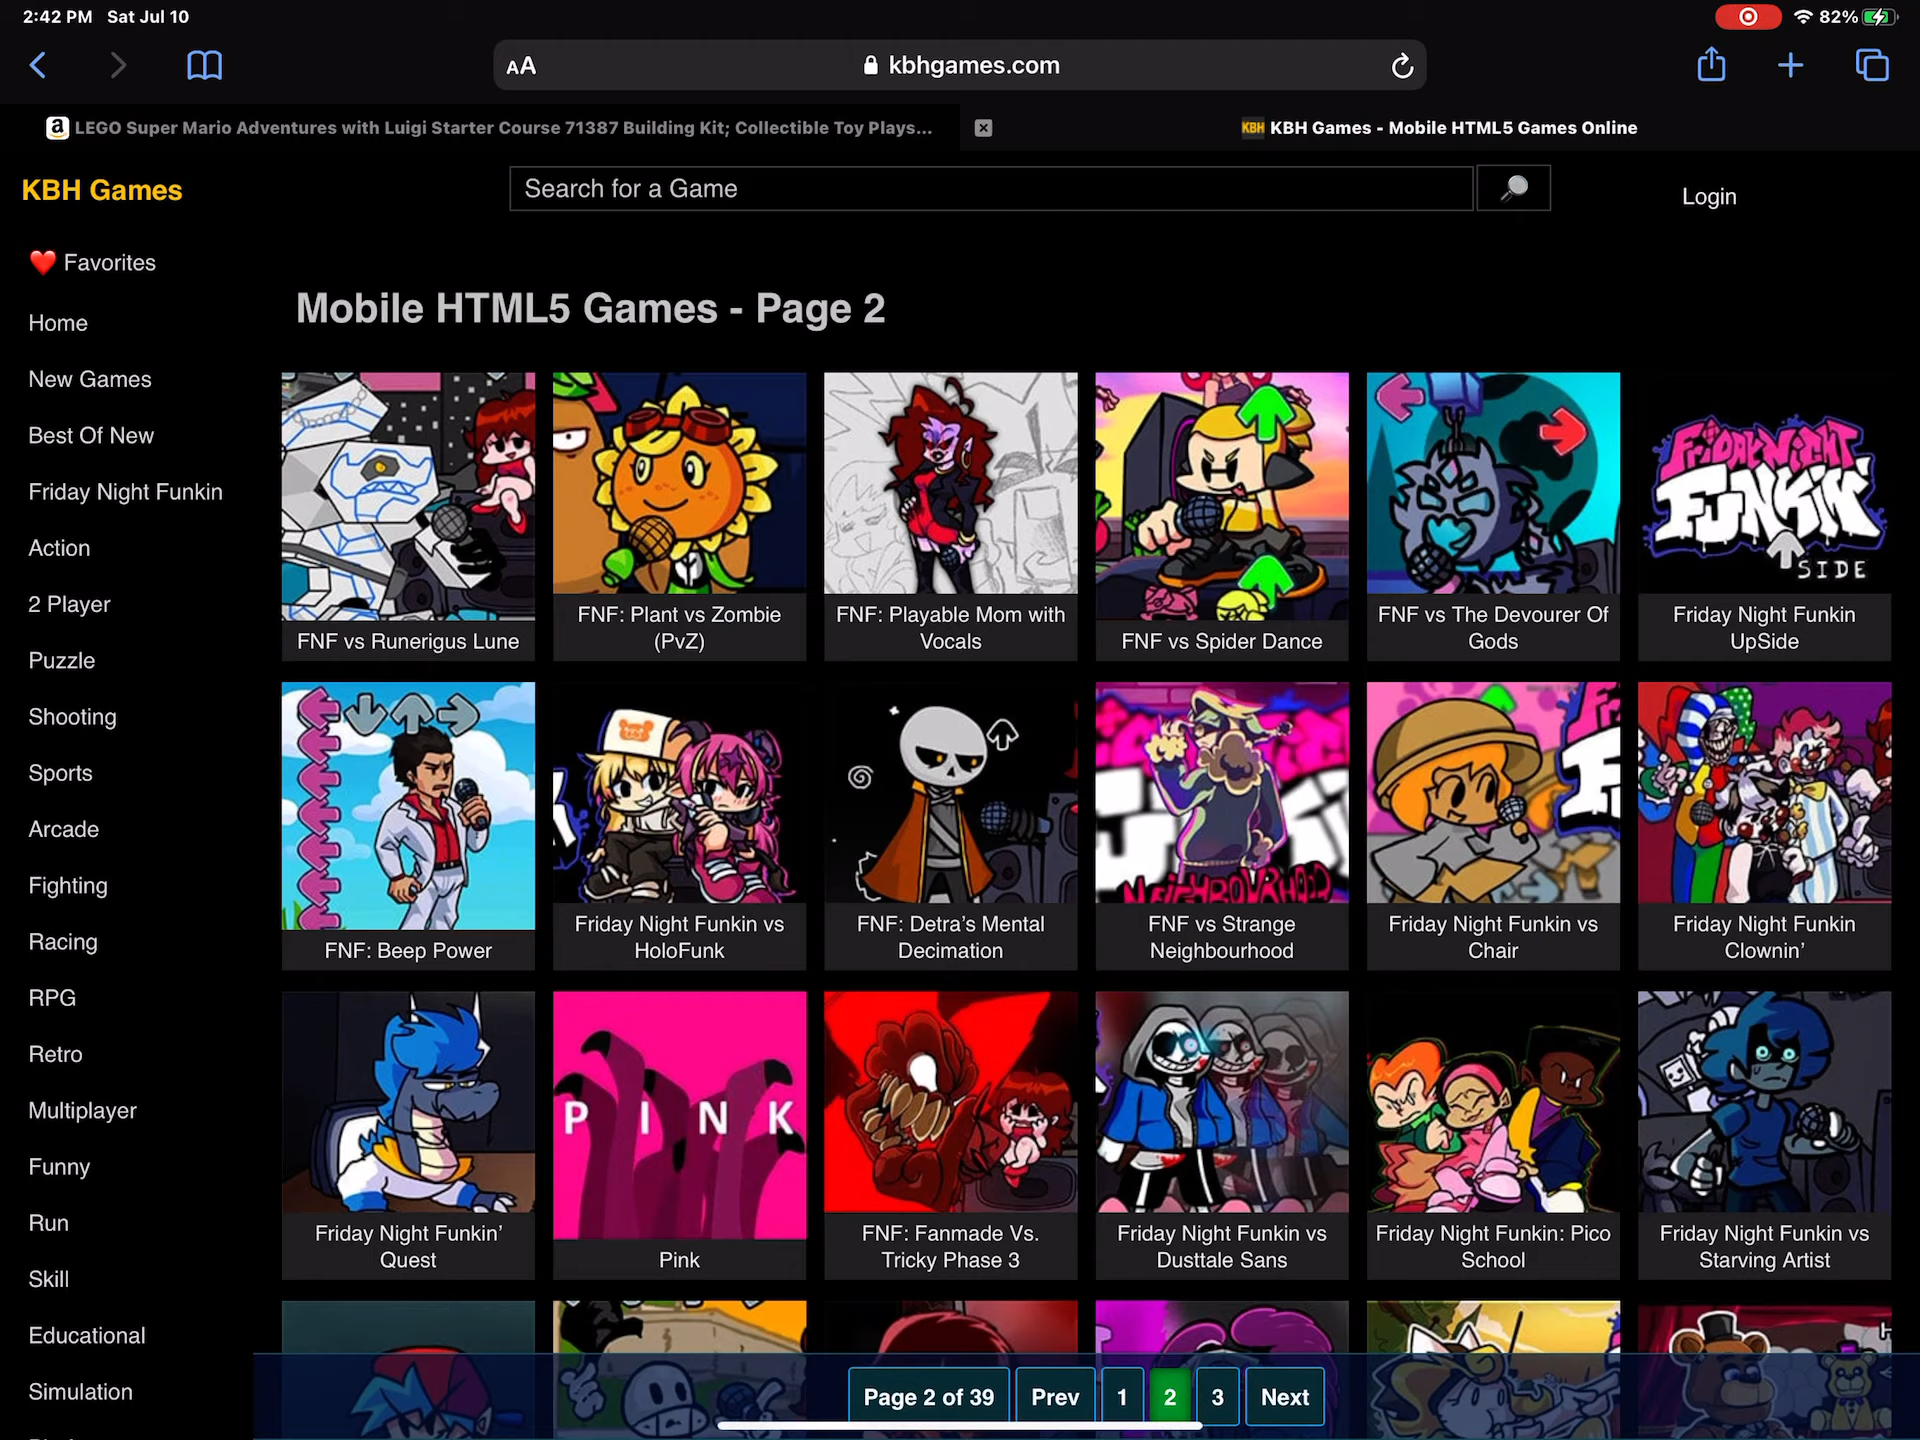 2:42 PM Sat Jul 10
82%
AA
kbhgames.com
a LEGO Super Mario Adventures with Luigi Starter Course 71387 Building Kit; Collectible Toy Plays...
KBH KBH Games - Mobile HTML5 Games Online
KBH Games
Search for a Game
Login
Favorites
Home
New Games
Best Of New
Friday Night Funkin
Action
2 Player
Puzzle
Shooting
Sports
Arcade
Fighting
Racing
RPG
Retro
Multiplayer
Funny
Run
Skill
Educational
Simulation
Mobile HTML5 Games - Page 2
FRIDAY NIGHT
FUNKIN
SIDE
FNF vs Runerigus Lune
FNF: Plant vs Zombie
(PvZ)
FNF: Playable Mom with
Vocals
FNF vs Spider Dance
FNF vs The Devourer Of
Gods
Friday Night Funkin
UpSide
NEIGHBOURHOOD
FNF: Beep Power
Friday Night Funkin vs
HoloFunk
FNF: Detra’s Mental
Decimation
FNF vs Strange
Neighbourhood
Friday Night Funkin vs
Chair
Friday Night Funkin
Clownin’
PINK
Friday Night Funkin’
Quest
Pink
FNF: Fanmade Vs.
Tricky Phase 3
Friday Night Funkin vs
Dusttale Sans
Friday Night Funkin: Pico
School
Friday Night Funkin vs
Starving Artist
Page 2 of 39
Prev
1
2
3
Next